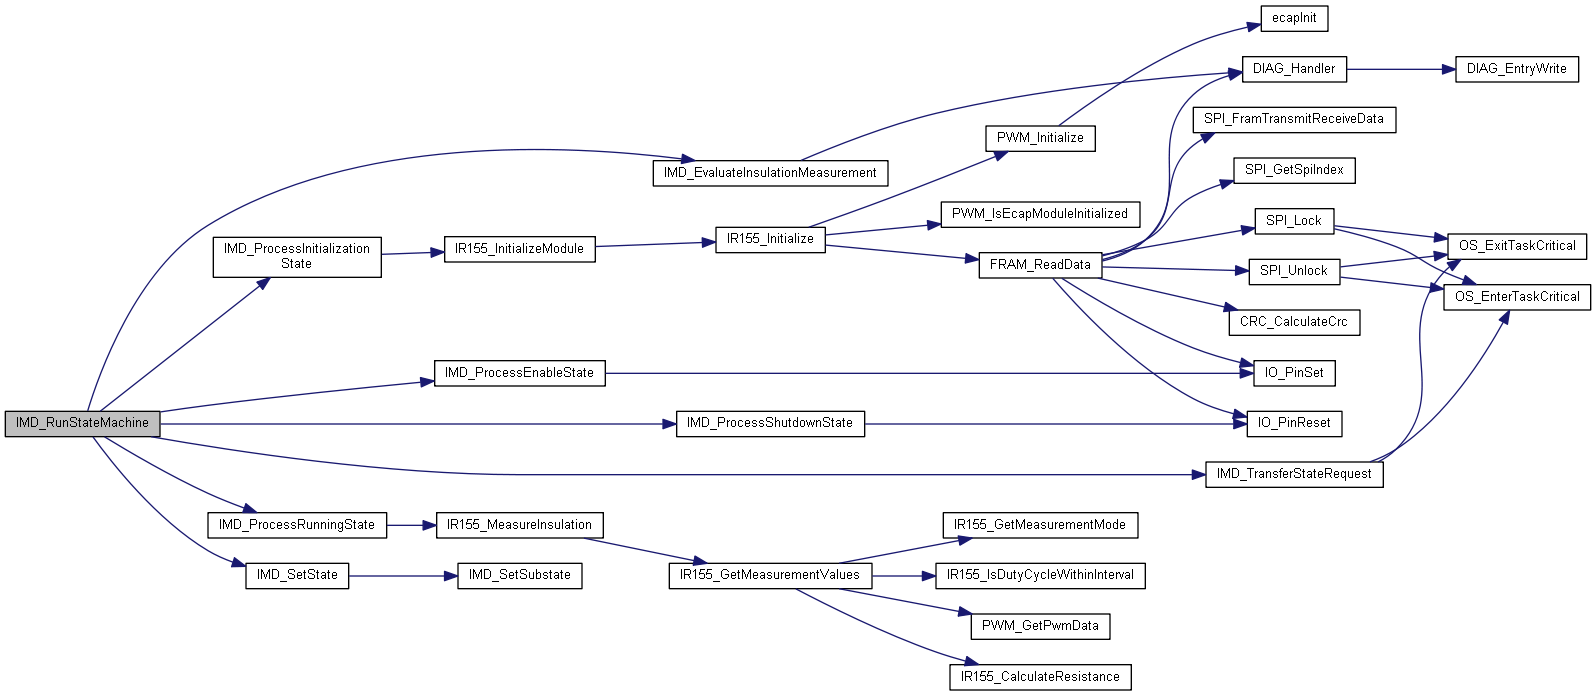 ecapInit
DIAG_Handler
DIAG_EntryWrite
SPI_FramTransmitReceiveData
PWM_Initialize
IMD_EvaluateInsulationMeasurement
SPI_GetSpiIndex
PWM_IsEcapModuleInitialized
SPI_Lock
IR155_Initialize
IMD_ProcessInitialization
State
IR155_InitializeModule
OS_ExitTaskCritical
FRAM_ReadData
SPI_Unlock
OS_EnterTaskCritical
CRC_CalculateCrc
IMD_ProcessEnableState
IO_PinSet
IMD_RunStateMachine
IMD_ProcessShutdownState
IO_PinReset
IMD_TransferStateRequest
IMD_ProcessRunningState
IR155_MeasureInsulation
IR155_GetMeasurementMode
IMD_SetState
IMD_SetSubstate
IR155_GetMeasurementValues
IR155_IsDutyCycleWithinInterval
PWM_GetPwmData
IR155_CalculateResistance